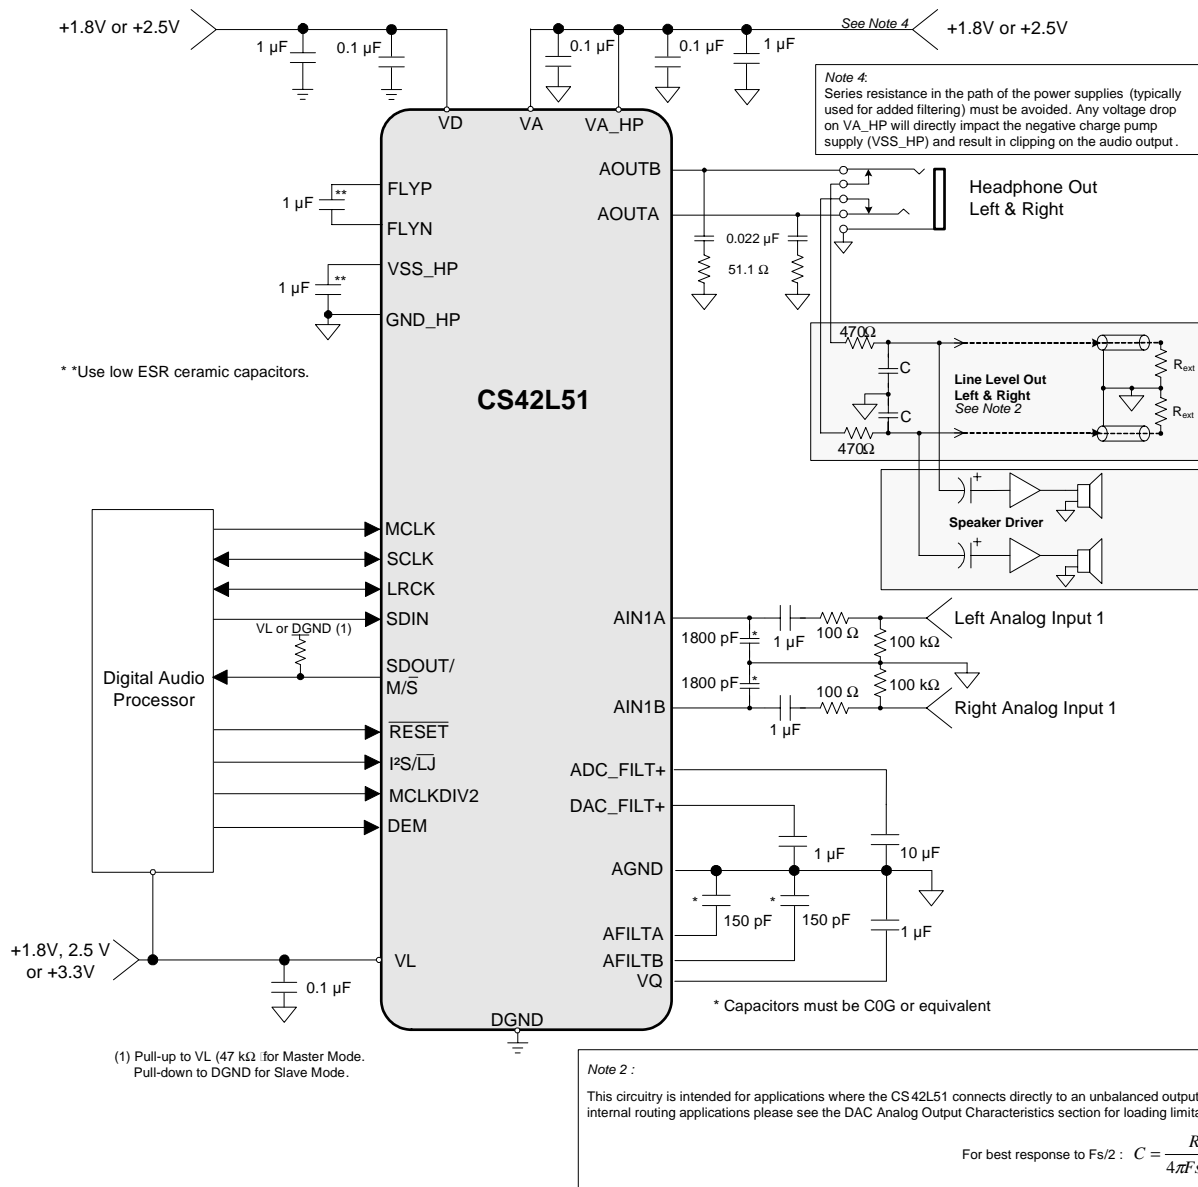 +1.8V or +2.5V
1 µF
0.1 µF
0.1 µF
0.1 µF
1 µF
See Note 4
+1.8V or +2.5V
Note 4:
Series resistance in the path of the power supplies (typically
used for added filtering) must be avoided. Any voltage drop
on VA_HP will directly impact the negative charge pump
supply (VSS_HP) and result in clipping on the audio output.
VD
VA
VA_HP
FLYP
FLYN
VSS_HP
GND_HP
**
1 µF
**
1 µF
* *Use low ESR ceramic capacitors.
CS42L51
AOUTB
AOUTA
Headphone Out
Left & Right
0.022 µF
51.1 Ω
470Ω
C
C
470Ω
Line Level Out
Left & Right
See Note 2
Rext
Rext
+
Speaker Driver
+
MCLK
SCLK
LRCK
SDIN
VL or DGND (1)
SDOUT/
M/S̅
R̅E̅S̅E̅T̅
I²S/L̅J̅
MCLKDIV2
DEM
Digital Audio
Processor
AIN1A
1800 pF
*
1 µF
100 Ω
100 kΩ
Left Analog Input 1
1800 pF
*
100 Ω
100 kΩ
AIN1B
1 µF
Right Analog Input 1
ADC_FILT+
DAC_FILT+
1 µF
10 µF
AGND
*
150 pF
*
150 pF
1 µF
AFILTA
AFILTB
VQ
* Capacitors must be C0G or equivalent
+1.8V, 2.5 V
or +3.3V
VL
0.1 µF
DGND
(1) Pull-up to VL (47 kΩ for Master Mode.
Pull-down to DGND for Slave Mode.
Note 2 :
This circuitry is intended for applications where the CS42L51 connects directly to an unbalanced output
internal routing applications please see the DAC Analog Output Characteristics section for loading
For best response to Fs/2 : C = R / 4πFs